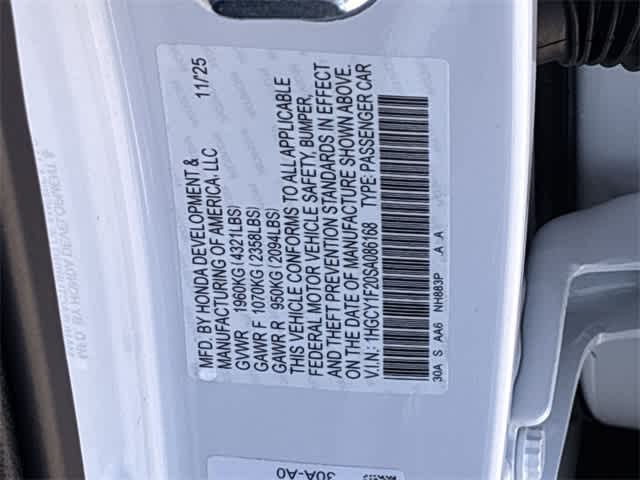 MFD. BY HONDA DEVELOPMENT & 11/25
MANUFACTURING OF AMERICA, LLC
GVWR 1960KG(4321LBS)
GAWR F 1070KG(2358LBS)
GAWR R 950KG(2094LBS)
THIS VEHICLE CONFORMS TO ALL APPLICABLE
FEDERAL MOTOR VEHICLE SAFETY, BUMPER,
AND THEFT PREVENTION STANDARDS IN EFFECT
ON THE DATE OF MANUFACTURE SHOWN ABOVE.
V.I.N.: 1HGCY1F20SA086168 TYPE: PASSENGER CAR
30A S AA6 NH883P A A
30A-A0